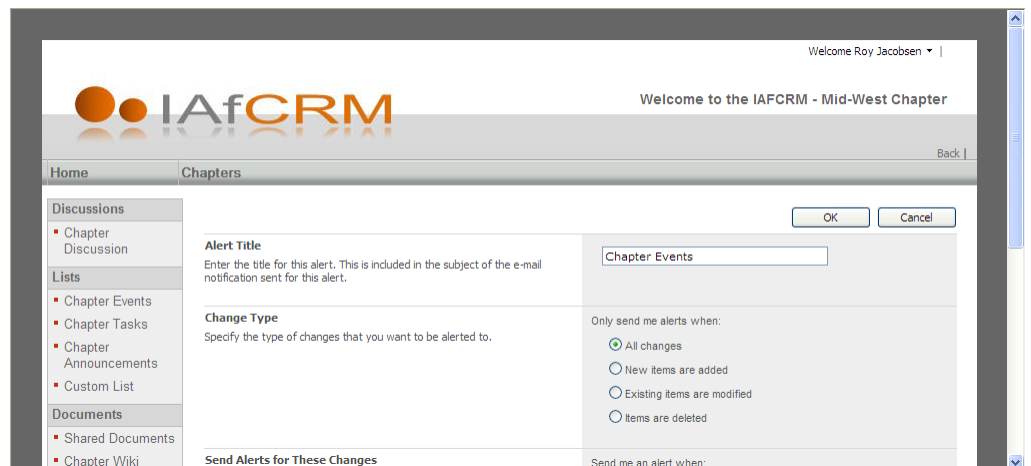 Welcome Roy Jacobsen
IAfCRM
Welcome to the IAFCRM - Mid-West Chapter
Back
Home Chapters
Discussions
Chapter
Discussion
Lists
Chapter Events
Chapter Tasks
Chapter
Announcements
Custom List
Documents
Shared Documents
Chapter Wiki
OK Cancel
Alert Title
Enter the title for this alert. This is included in the subject of the e-mail
notification sent for this alert.
Chapter Events
Change Type
Specify the type of changes that you want to be alerted to.
Only send me alerts when:
All changes
New items are added
Existing items are modified
Items are deleted
Send Alerts for These Changes
Send me an alert when: